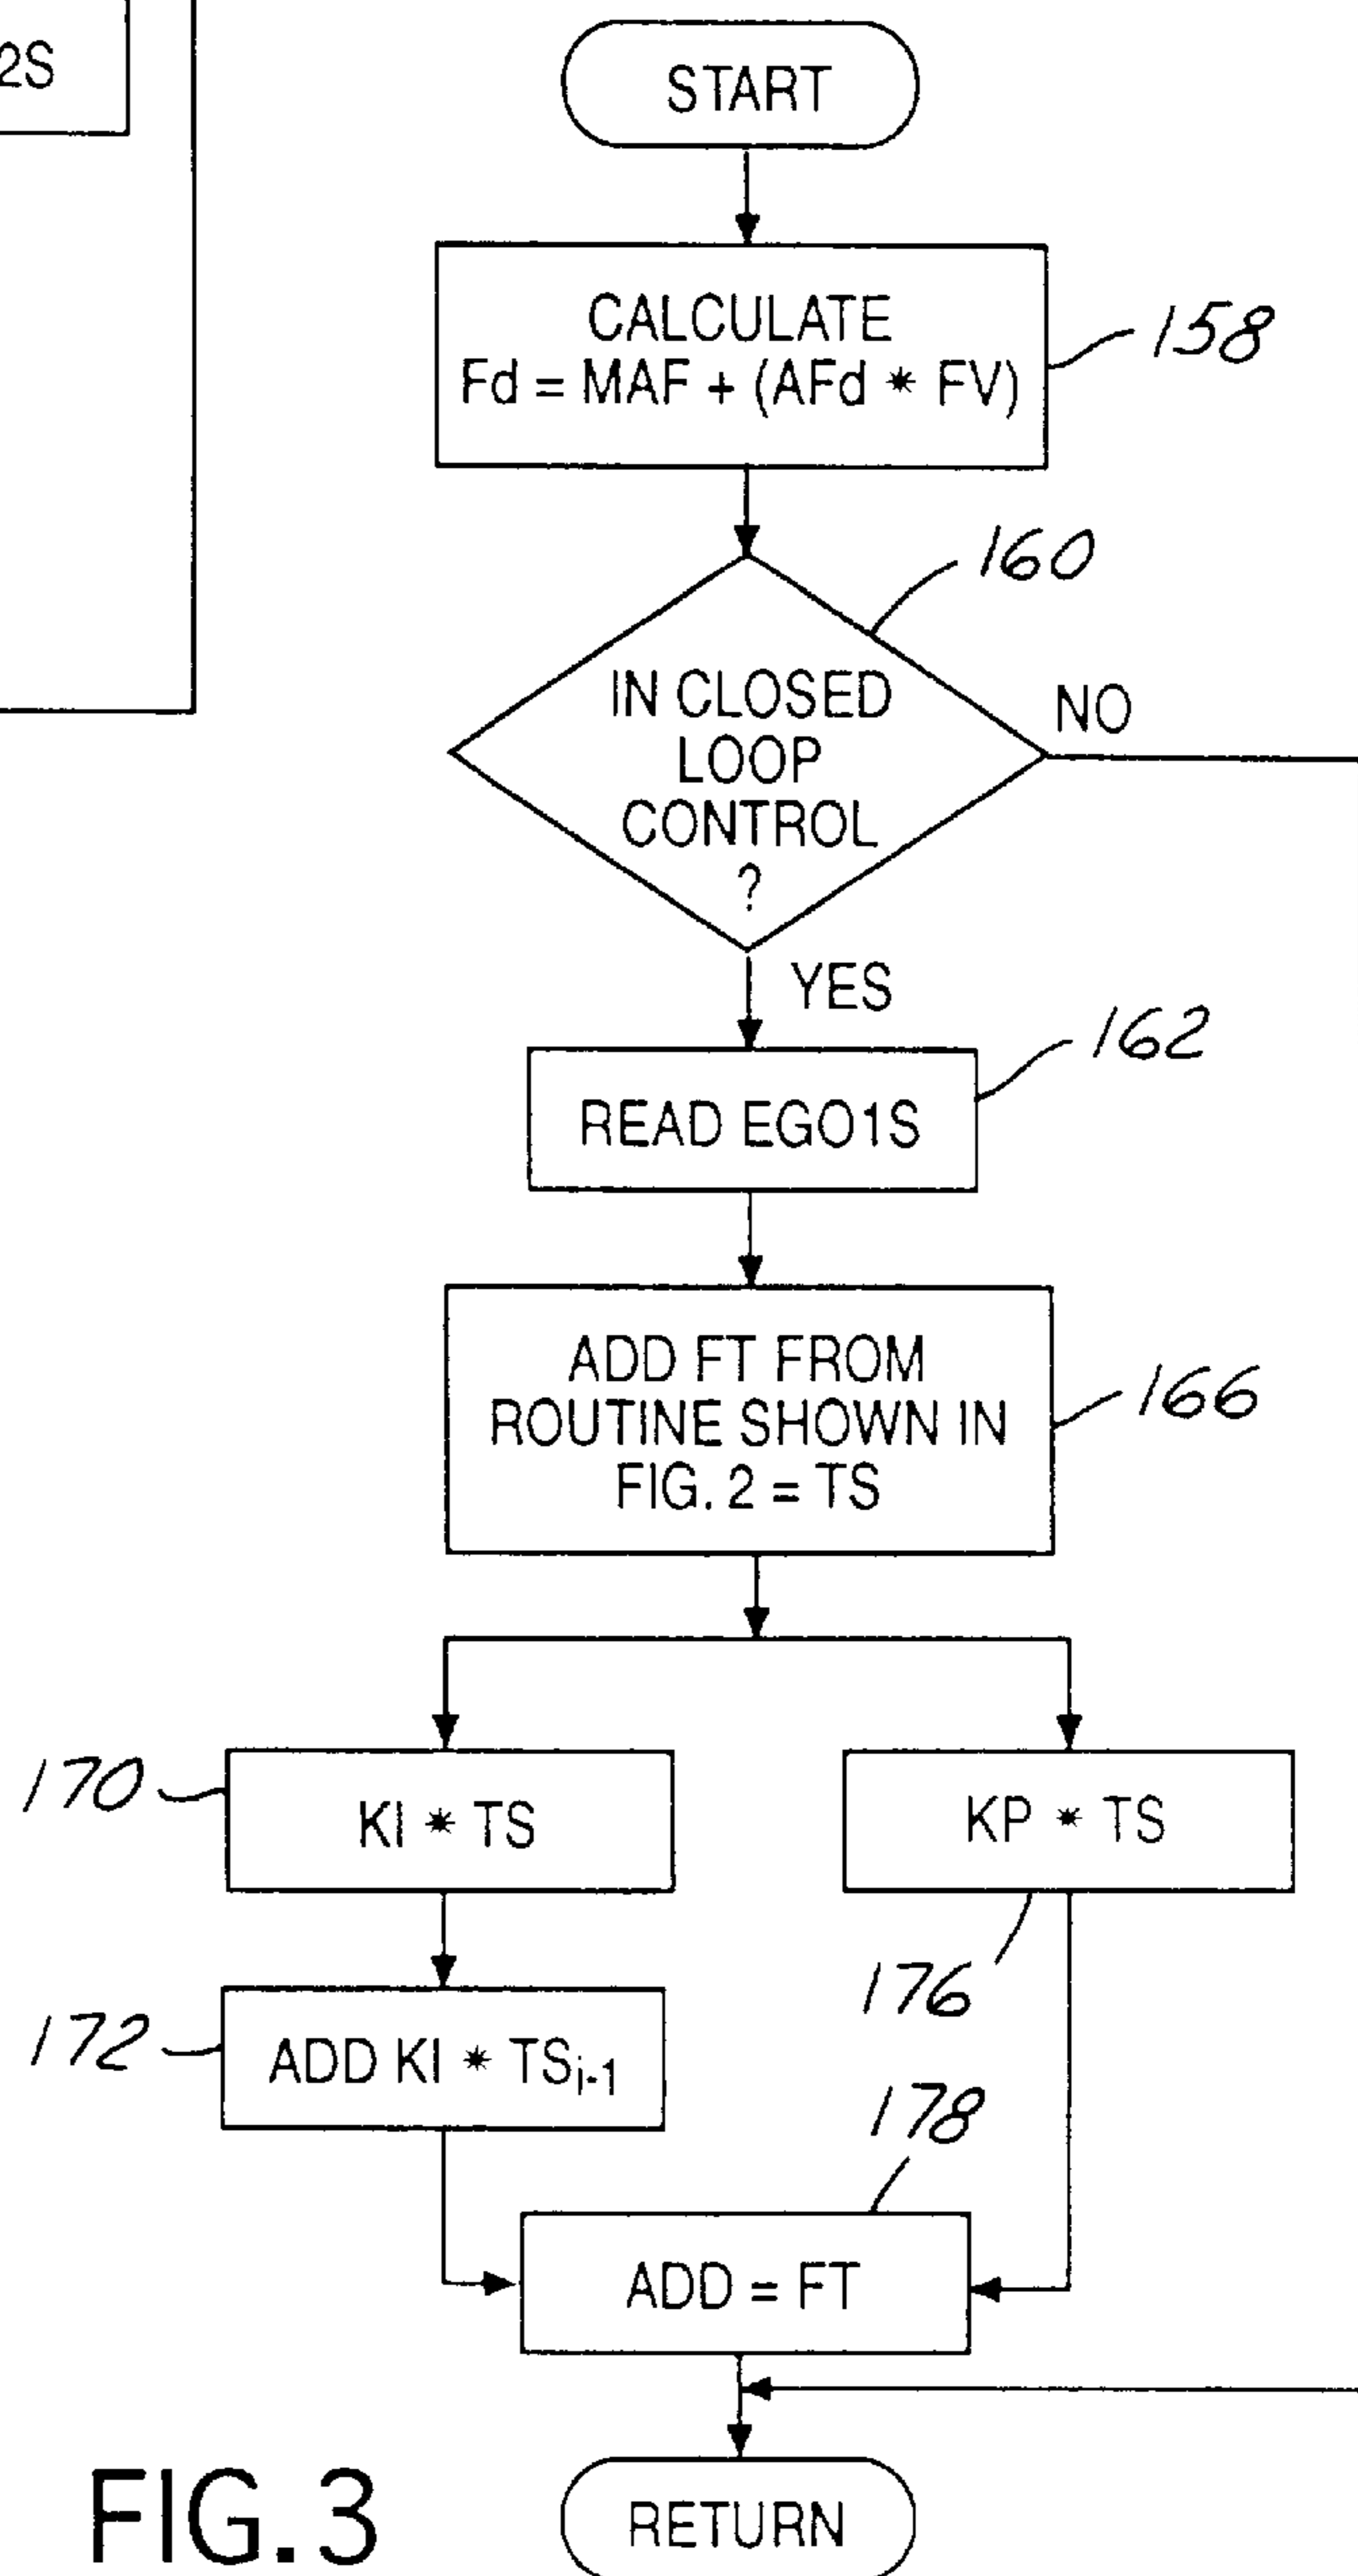 2S
START
CALCULATE
Fd = MAF + (AFd * FV)
158
160
IN CLOSED
LOOP
CONTROL
?
NO
YES
162
READ EGO1S
ADD FT FROM
ROUTINE SHOWN IN
FIG. 2 = TS
166
170
KI * TS
KP * TS
176
172
ADD KI * TSi-1
178
ADD = FT
RETURN
FIG. 3